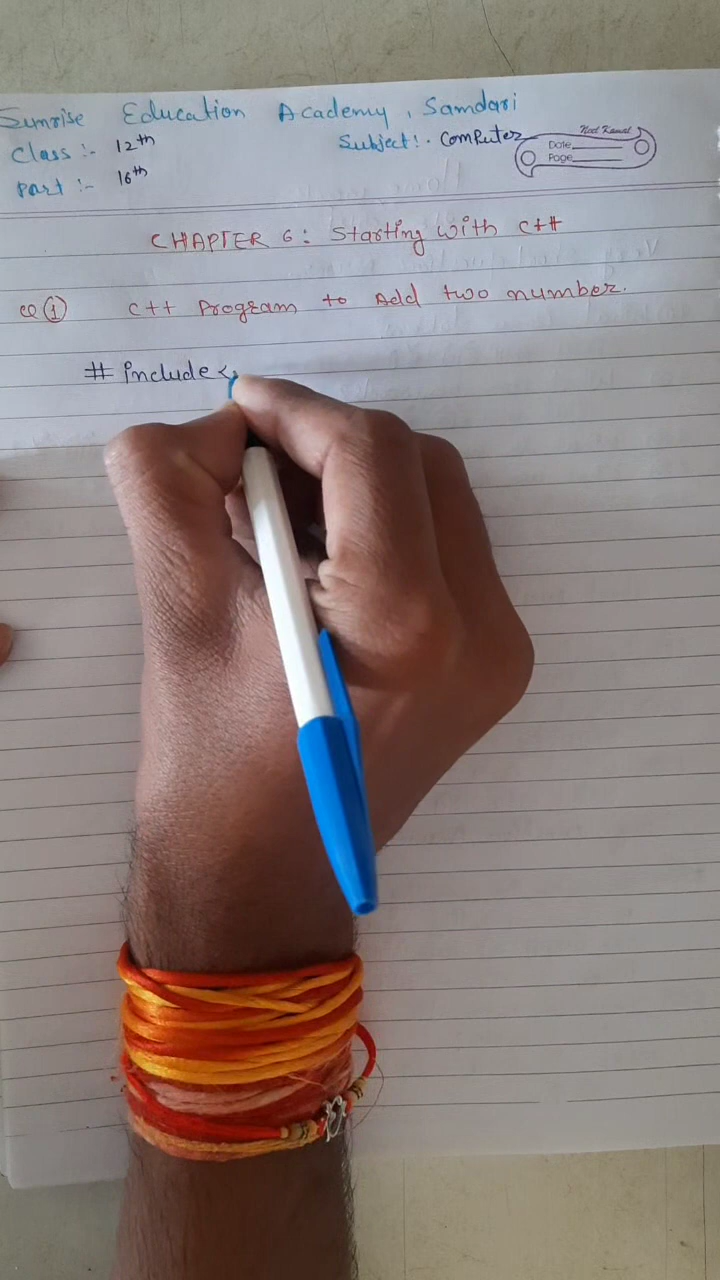 Sunrise Education Academy, Samdari
Class :- 12th
Subject :- Computer
Part :- 16th
Neel Kamal
Date
Page
CHAPTER 6: Starting with C++
Q(1) C++ Program to Add two number.
# include <